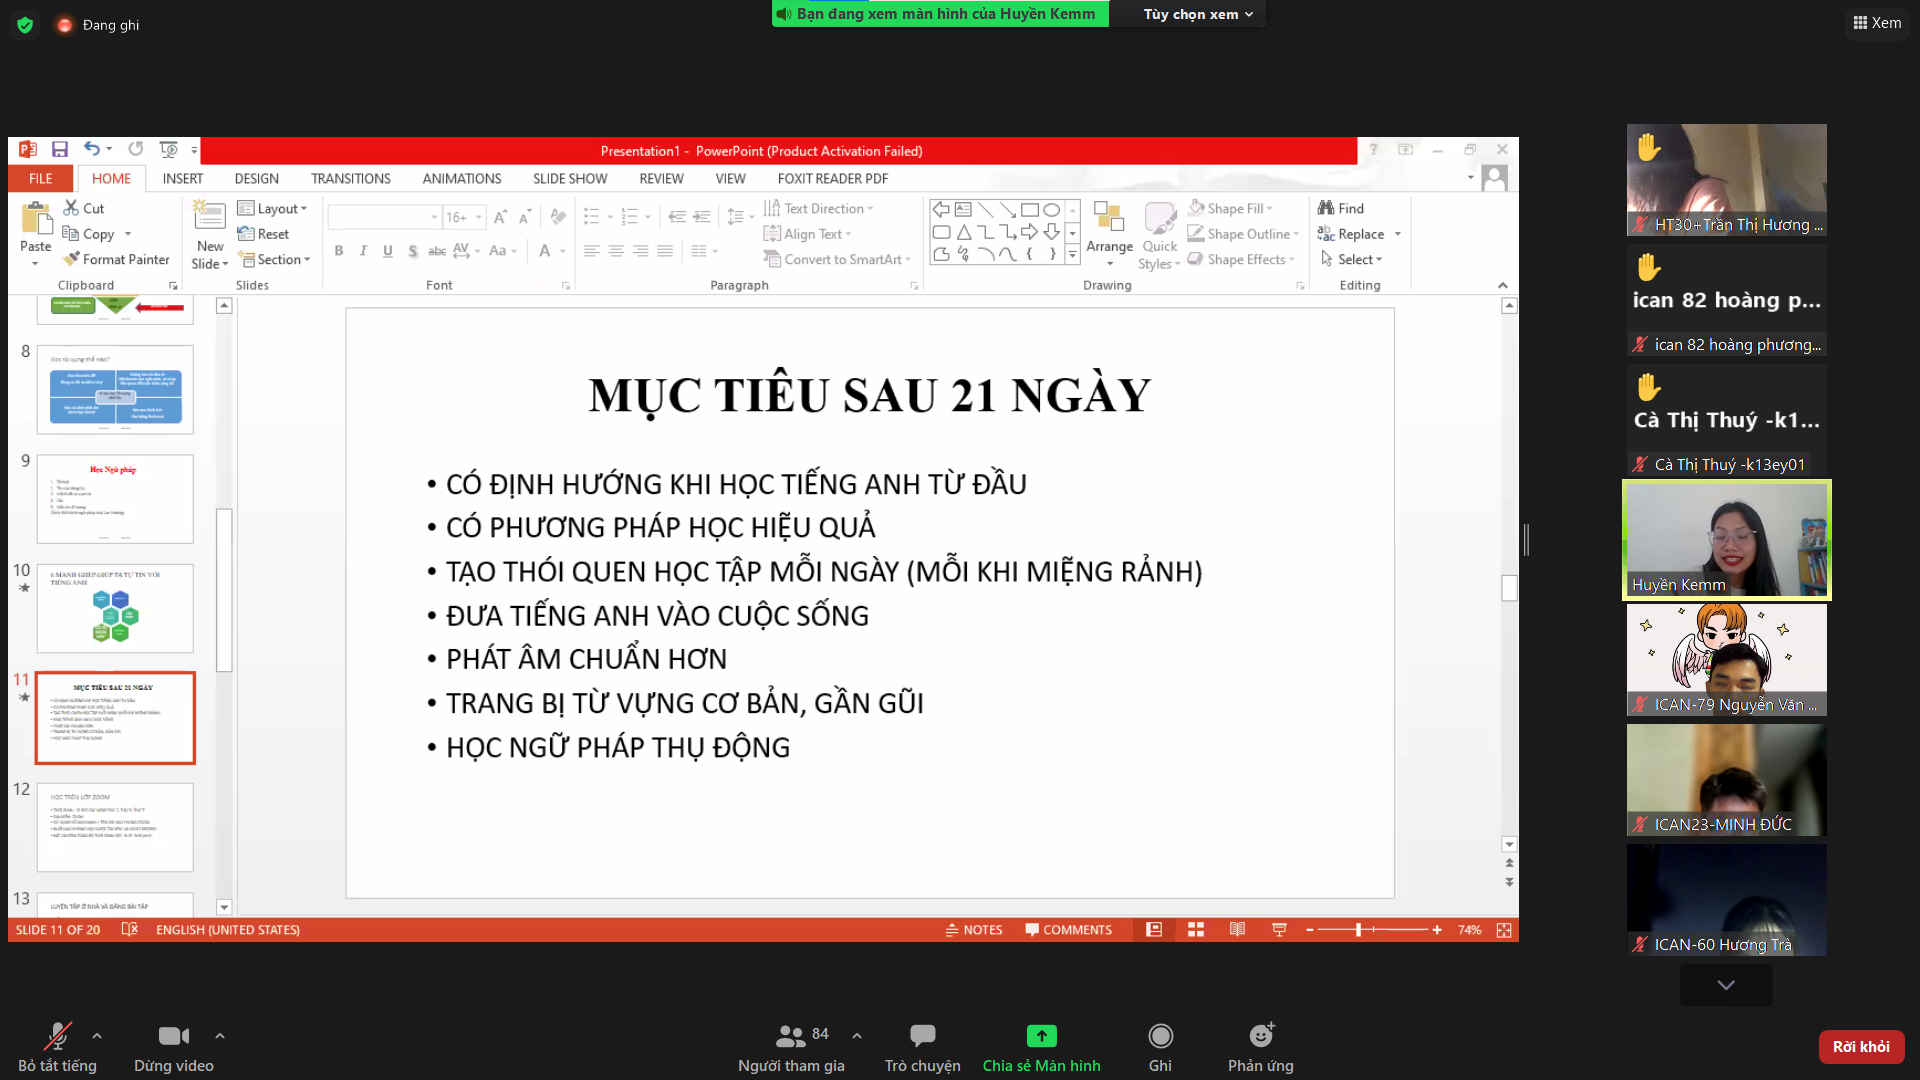 Đang ghi
Bạn đang xem màn hình của Huyền Kemm
Tùy chọn xem
Xem
Presentation1 - PowerPoint (Product Activation Failed)
FILE HOME INSERT DESIGN TRANSITIONS ANIMATIONS SLIDE SHOW REVIEW VIEW FOXIT READER PDF
Paste
Cut
Copy
Format Painter
Clipboard
New Slide
Layout
Reset
Section
Slides
16+
Font
Text Direction
Align Text
Convert to SmartArt
Paragraph
Arrange
Quick Styles
Shape Fill
Shape Outline
Shape Effects
Drawing
Find
Replace
Select
Editing
8
Học từ vựng thế nào?
9
Học Ngữ pháp
10
6 MẢNH GHÉP GIÚP TA TỰ TIN VỚI TIẾNG ANH
11
MỤC TIÊU SAU 21 NGÀY
12
HỌC TRÊN LỚP ZOOM
13
LUYỆN TẬP Ở NHÀ VÀ ĐĂNG BÀI TẬP
MỤC TIÊU SAU 21 NGÀY
• CÓ ĐỊNH HƯỚNG KHI HỌC TIẾNG ANH TỪ ĐẦU
• CÓ PHƯƠNG PHÁP HỌC HIỆU QUẢ
• TẠO THÓI QUEN HỌC TẬP MỖI NGÀY (MỖI KHI MIỆNG RẢNH)
• ĐƯA TIẾNG ANH VÀO CUỘC SỐNG
• PHÁT ÂM CHUẨN HƠN
• TRANG BỊ TỪ VỰNG CƠ BẢN, GẦN GŨI
• HỌC NGỮ PHÁP THỤ ĐỘNG
SLIDE 11 OF 20
ENGLISH (UNITED STATES)
NOTES
COMMENTS
74%
HT30+Trần Thị Hương ...
ican 82 hoàng p...
ican 82 hoàng phương...
Cà Thị Thuý -k1...
Cà Thị Thuý -k13ey01
Huyền Kemm
ICAN-79 Nguyễn Văn ...
ICAN23-MINH ĐỨC
ICAN-60 Hương Trà
Bỏ tắt tiếng
Dừng video
84
Người tham gia
Trò chuyện
Chia sẻ Màn hình
Ghi
Phản ứng
Rời khỏi